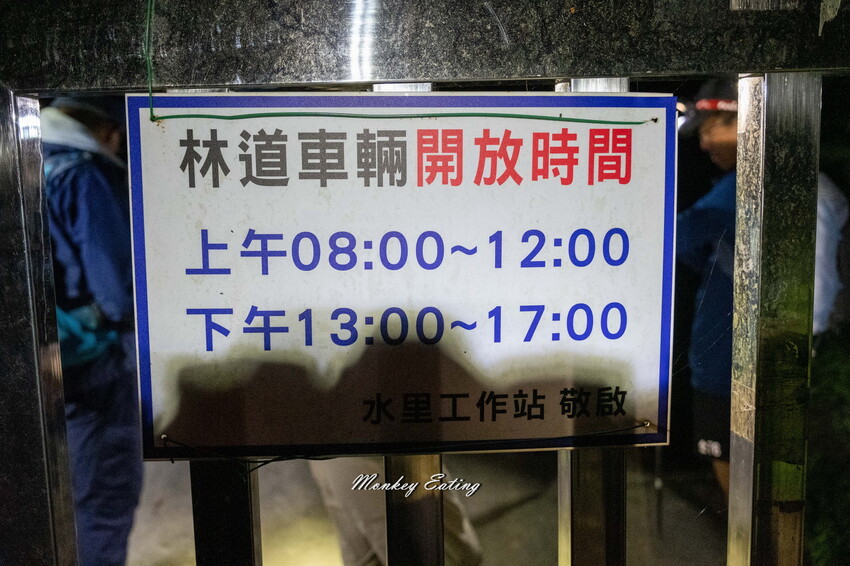 林道車輛開放時間
上午08:00~12:00
下午13:00~17:00
水里工作站 敬啟
Monkey Eating